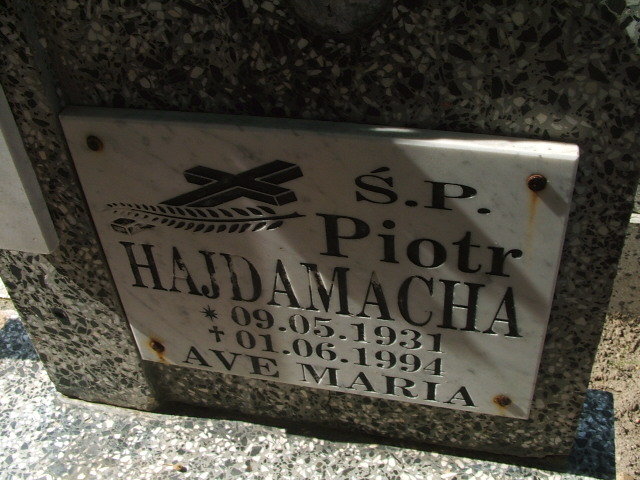 Ś.P.
Piotr
HAJDAMACHA
* 09.05.1931
✝ 01.06.1994
AVE MARIA